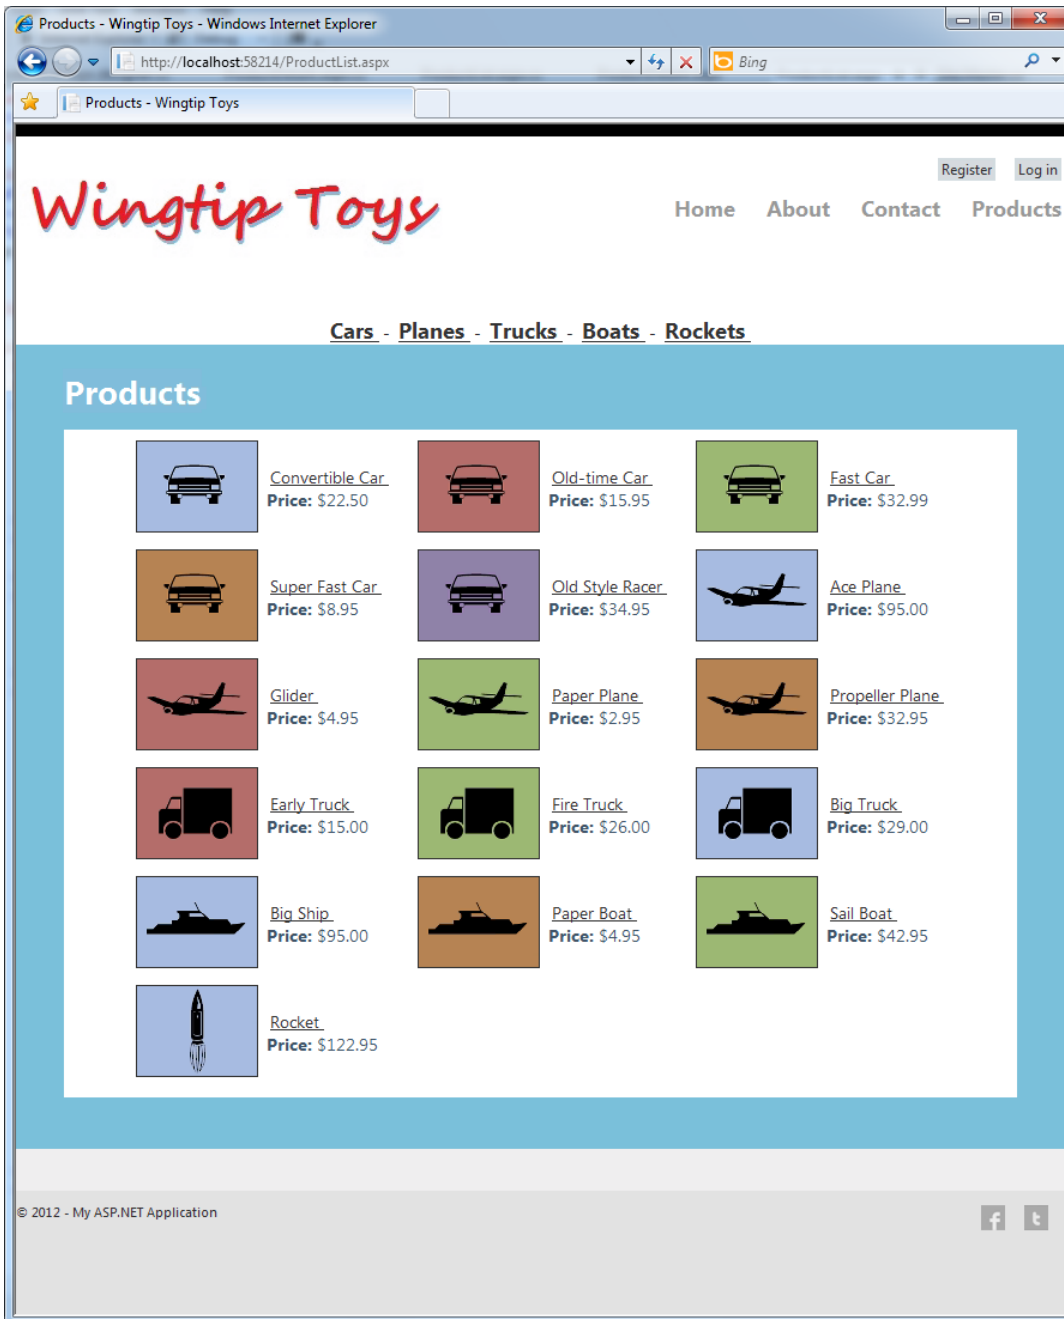 Products - Wingtip Toys - Windows Internet Explorer
http://localhost:58214/ProductList.aspx
Bing
Products - Wingtip Toys
Register Log in
Wingtip Toys
Home About Contact Products
Cars - Planes - Trucks - Boats - Rockets
Products
Convertible Car
Price: $22.50
Old-time Car
Price: $15.95
Fast Car
Price: $32.99
Super Fast Car
Price: $8.95
Old Style Racer
Price: $34.95
Ace Plane
Price: $95.00
Glider
Price: $4.95
Paper Plane
Price: $2.95
Propeller Plane
Price: $32.95
Early Truck
Price: $15.00
Fire Truck
Price: $26.00
Big Truck
Price: $29.00
Big Ship
Price: $95.00
Paper Boat
Price: $4.95
Sail Boat
Price: $42.95
Rocket
Price: $122.95
© 2012 - My ASP.NET Application